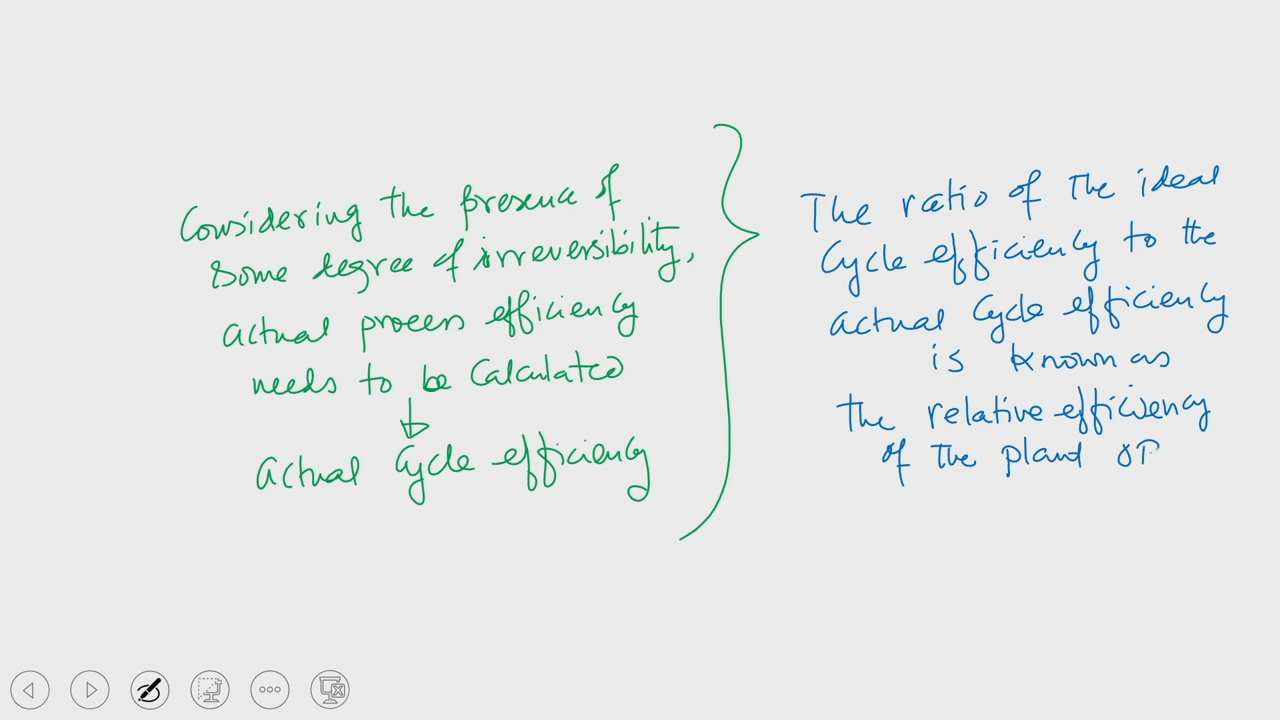 Considering the presence of
some degree of irreversibility,
actual process efficiency
needs to be calculated
actual cycle efficiency
The ratio of the ideal
cycle efficiency to the
actual cycle efficiency
is known as
the relative efficiency
of the pland or